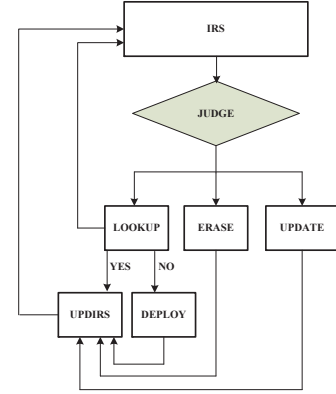 IRS
JUDGE
LOOKUP
ERASE
UPDATE
YES
NO
UPDIRS
DEPLOY